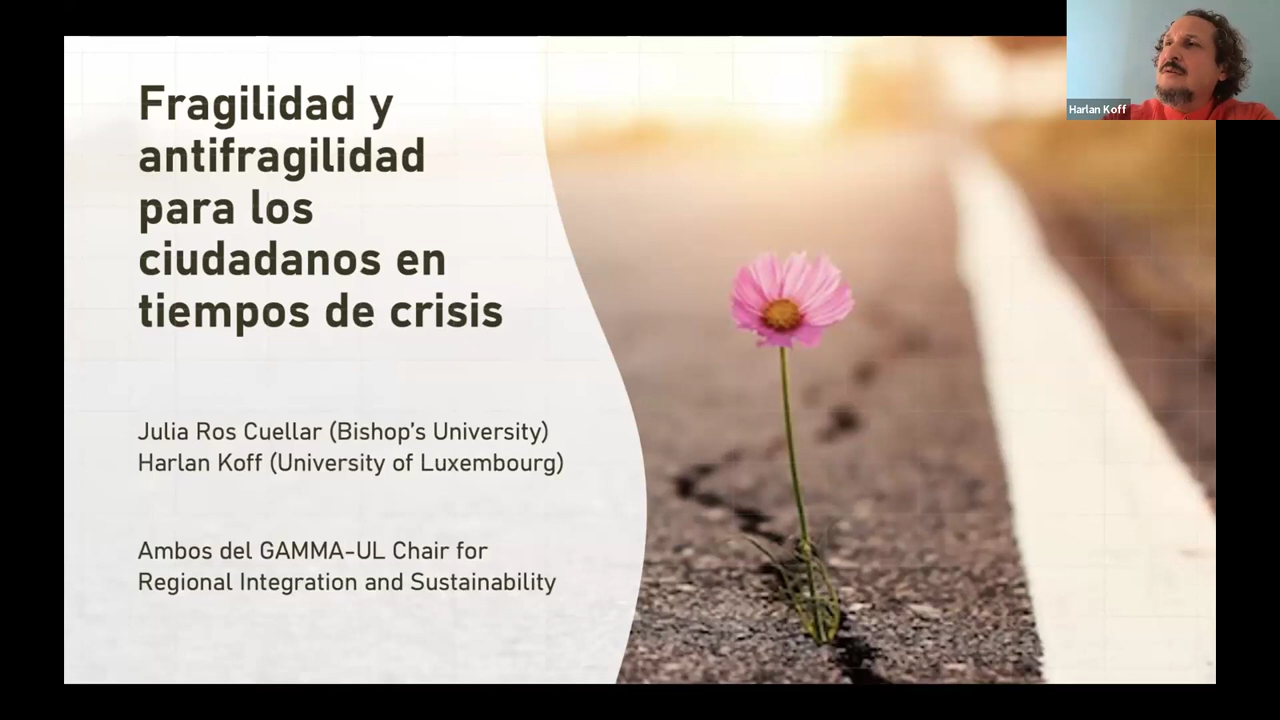 Fragilidad y
antifragilidad
para los
ciudadanos en
tiempos de crisis
Julia Ros Cuellar (Bishop's University)
Harlan Koff (University of Luxembourg)
Ambos del GAMMA-UL Chair for
Regional Integration and Sustainability
Harlan Koff